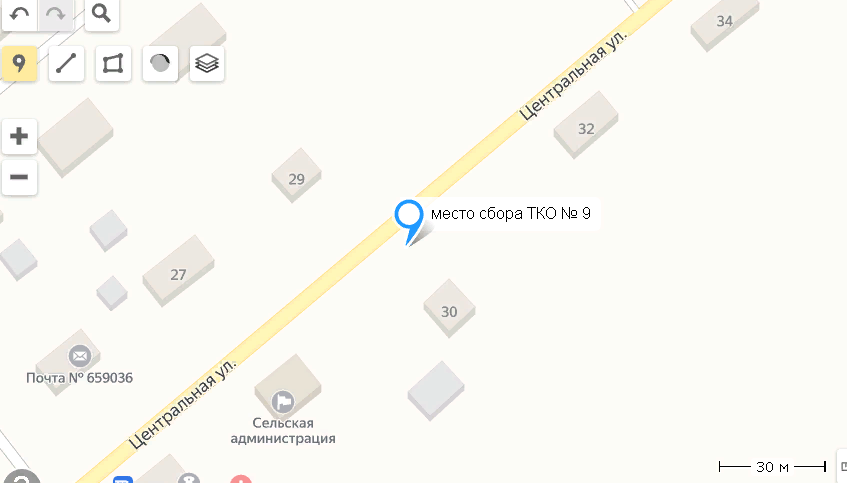 34
Центральная ул.
32
29
место сбора ТКО № 9
27
30
Почта № 659036
Центральная ул.
Сельская
администрация
30 м